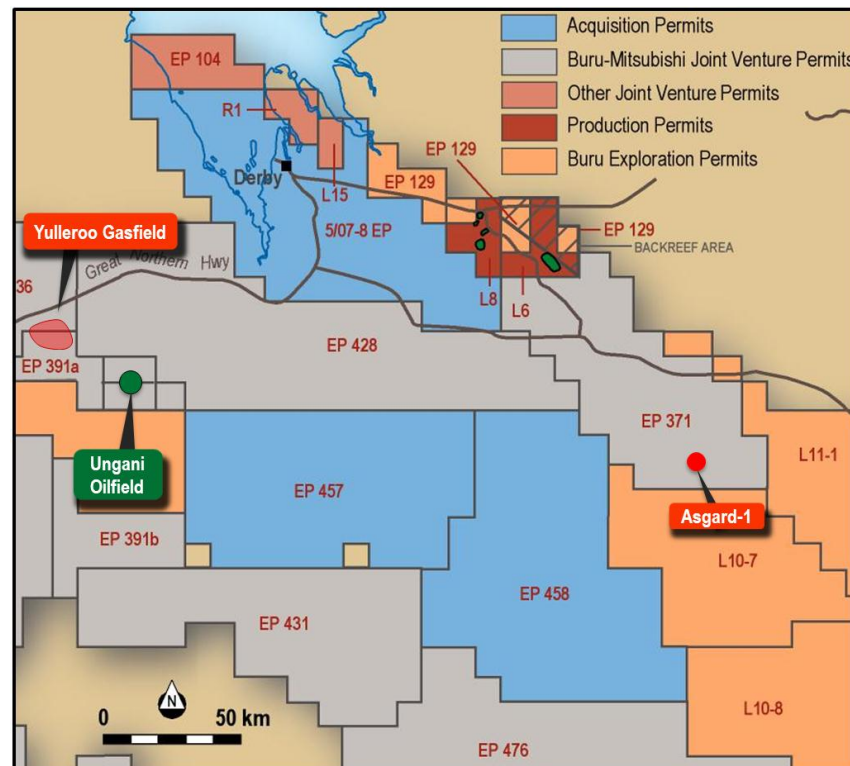 Acquisition Permits
Buru-Mitsubishi Joint Venture Permits
Other Joint Venture Permits
Production Permits
Buru Exploration Permits
EP 104
R1
L15
Derby
EP 129
EP 129
EP 129
BACKREEF AREA
5/07-8 EP
L8
L6
Yulleroo Gasfield
Great Northern Hwy
36
EP 391a
EP 428
EP 371
L11-1
Ungani
Oilfield
EP 457
Asgard-1
EP 391b
L10-7
EP 458
EP 431
N
0
50 km
L10-8
EP 476